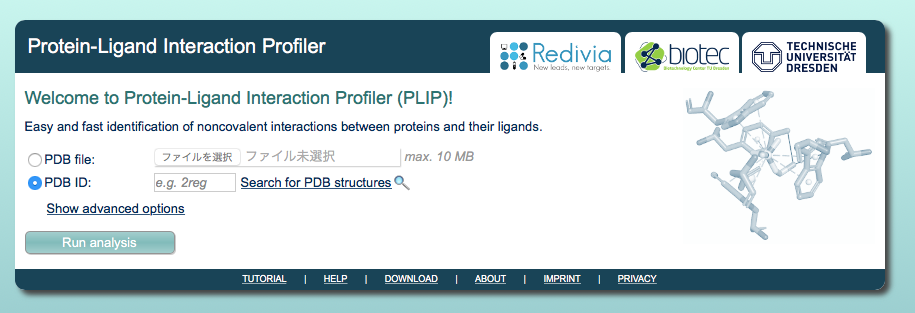 Protein-Ligand Interaction Profiler
Redivia
New leads, new targets.
biotec
Biotechnology Center TU Dresden
TECHNISCHE
UNIVERSITÄT
DRESDEN
Welcome to Protein-Ligand Interaction Profiler (PLIP)!
Easy and fast identification of noncovalent interactions between proteins and their ligands.
PDB file: ファイルを選択 ファイル未選択 max. 10 MB
PDB ID: e.g. 2reg Search for PDB structures
Show advanced options
Run analysis
TUTORIAL | HELP | DOWNLOAD | ABOUT | IMPRINT | PRIVACY